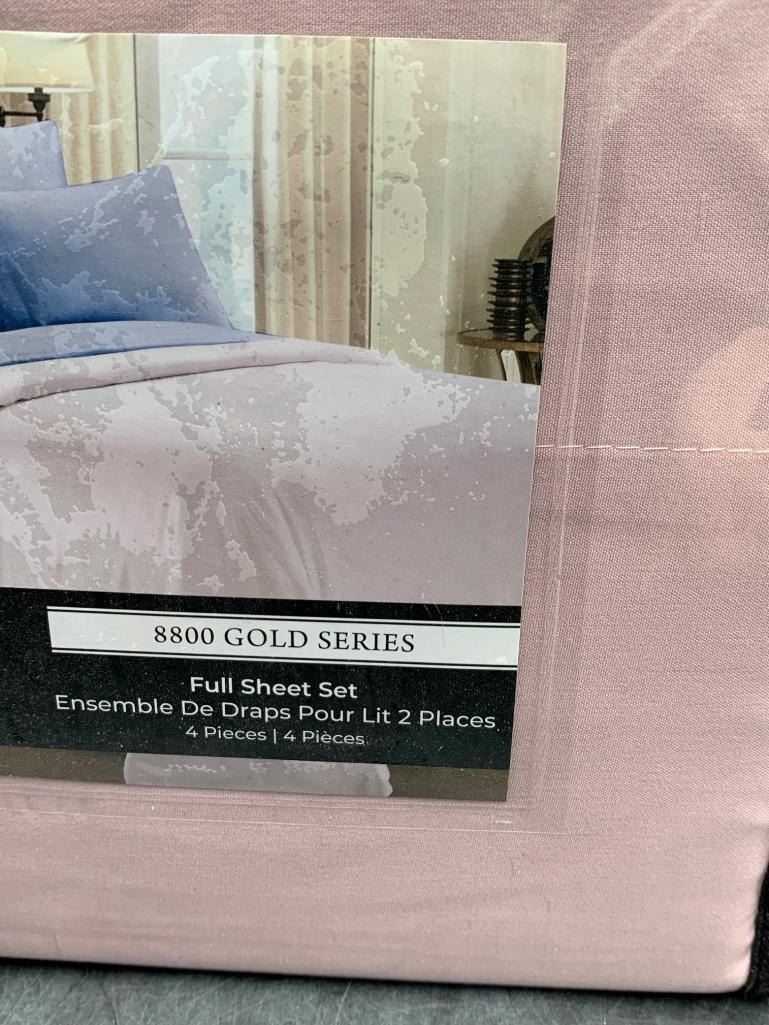 8800 GOLD SERIES
Full Sheet Set
Ensemble De Draps Pour Lit 2 Places
4 Pieces | 4 Pièces